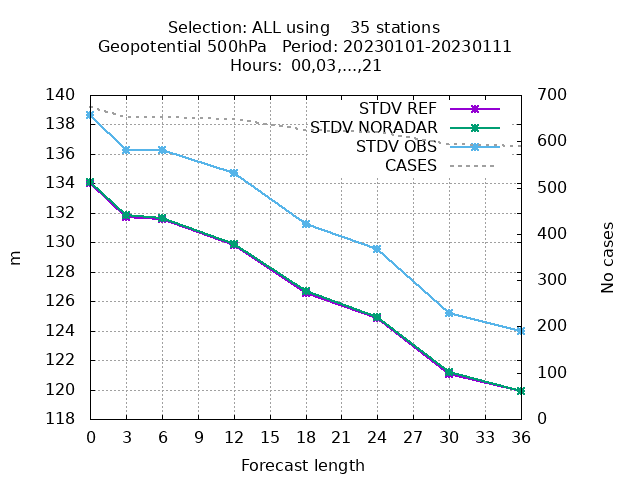 Selection: ALL using    35 stations
Geopotential 500hPa   Period: 20230101-20230111
Hours:  00,03,...,21
STDV REF
STDV NORADAR
STDV OBS
CASES
140
138
136
134
132
130
128
126
124
122
120
118
m
700
600
500
400
300
200
100
0
No cases
0 3 6 9 12 15 18 21 24 27 30 33 36
Forecast length